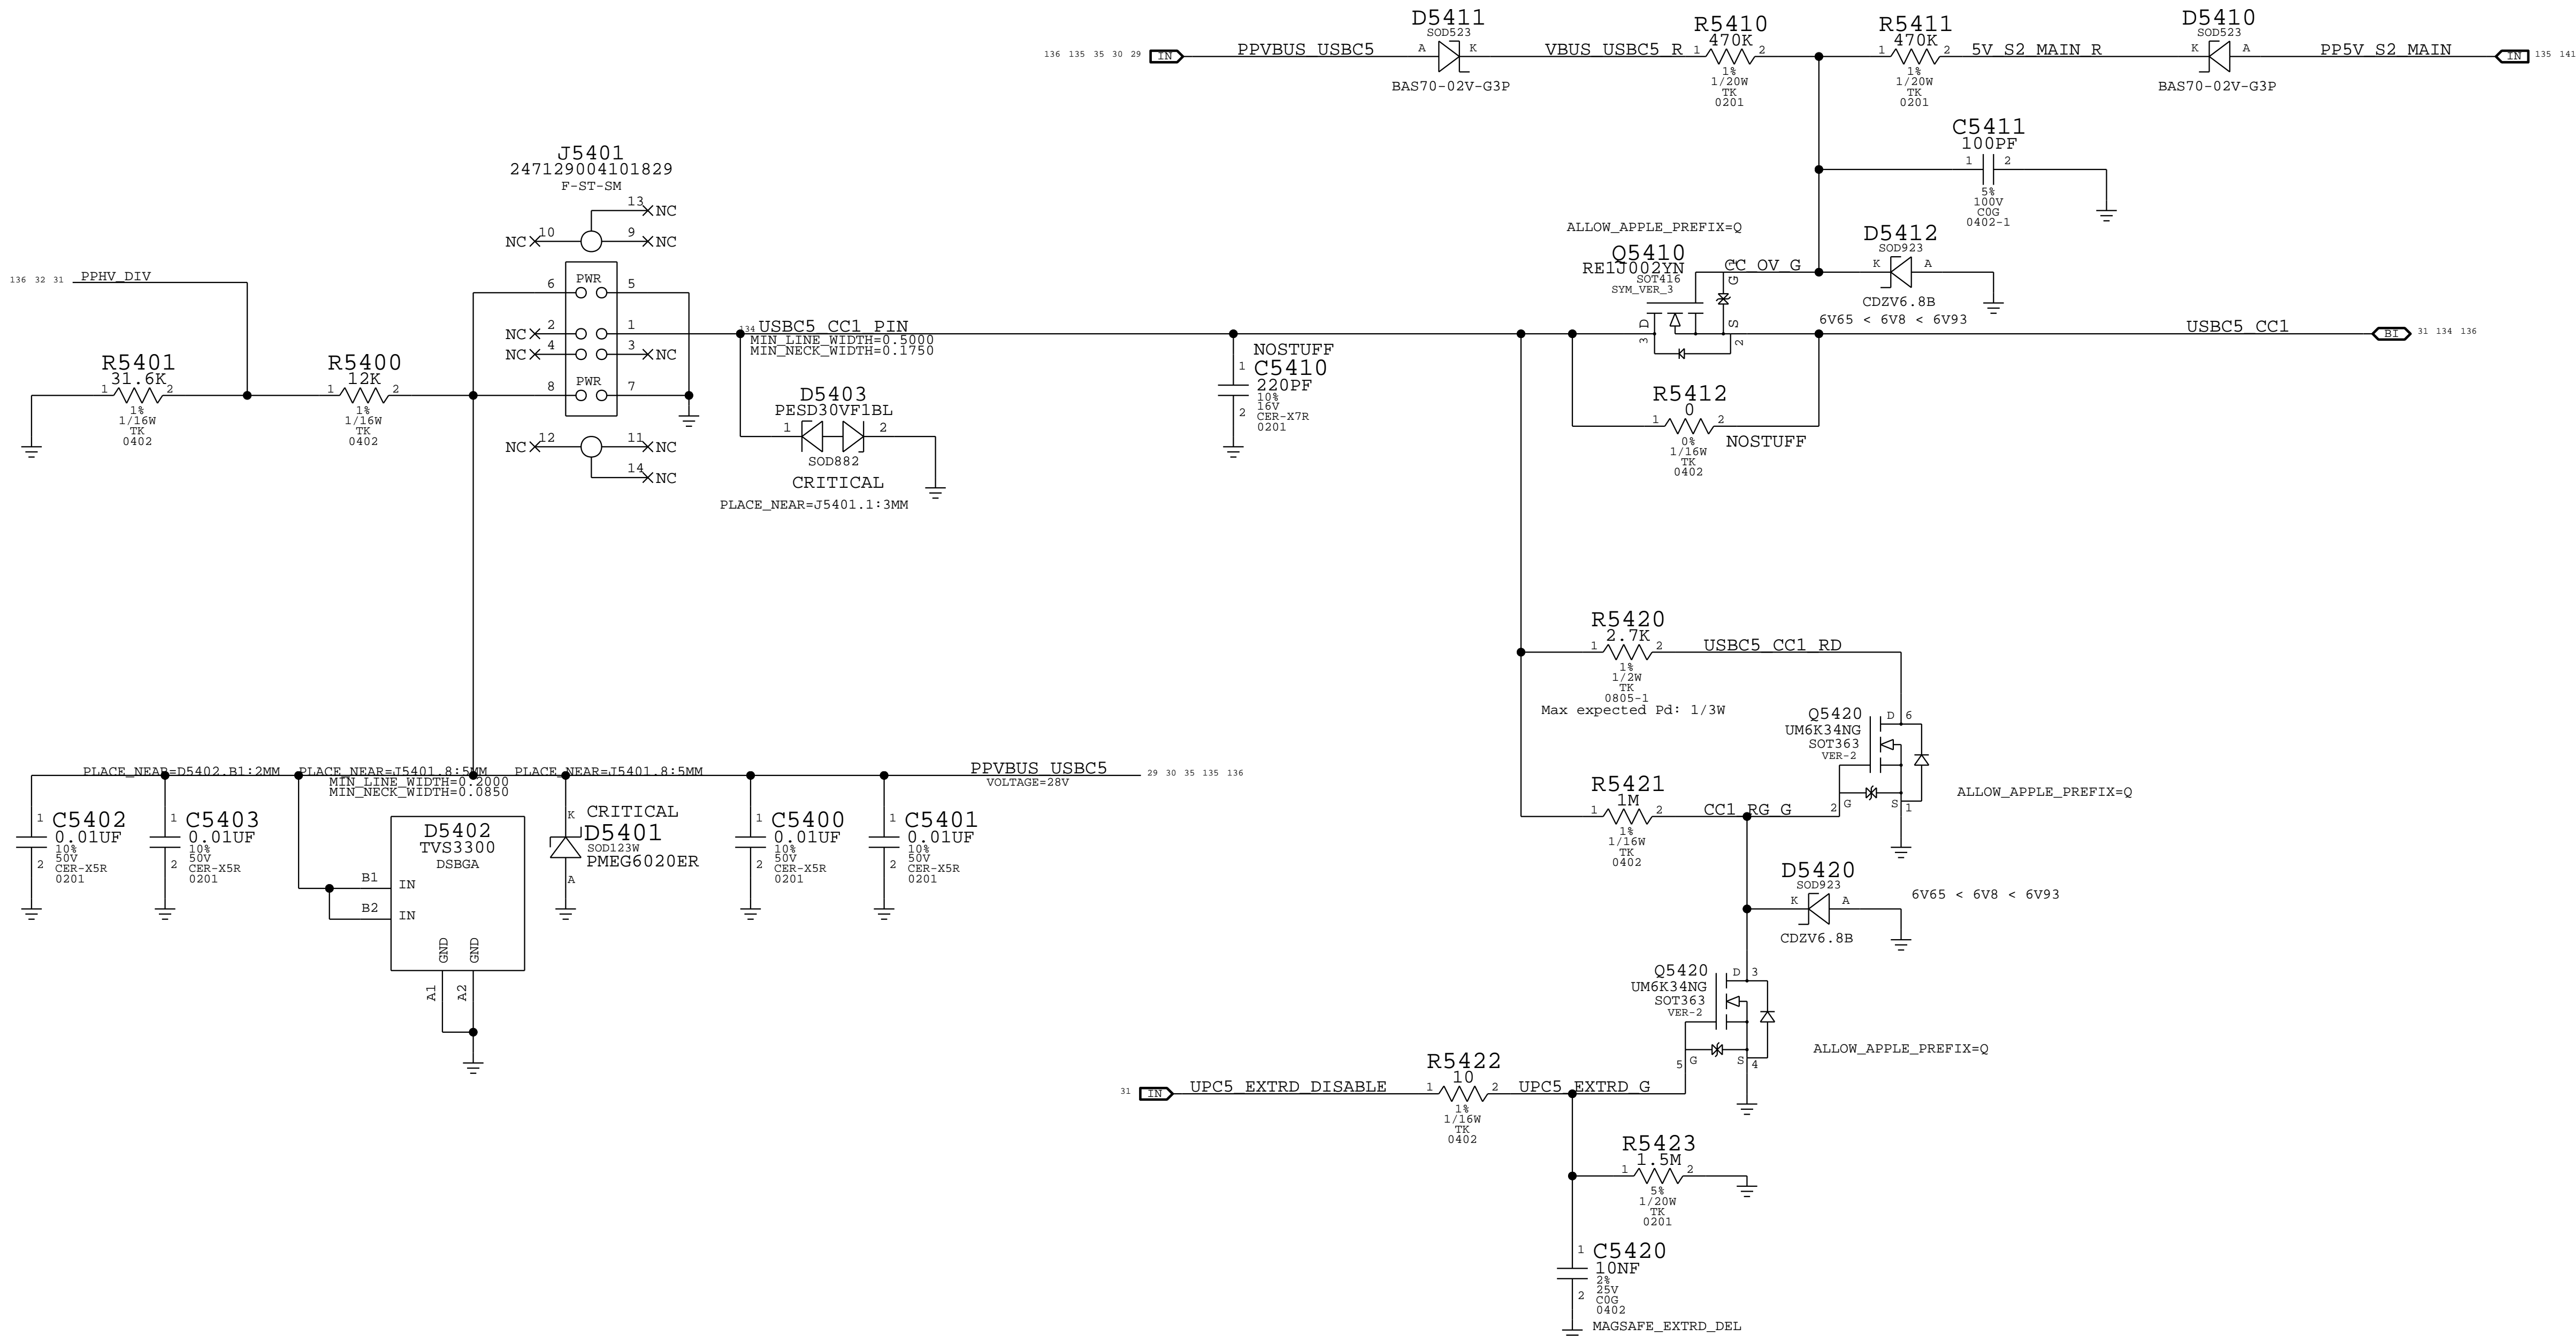 D5411
SOD523
136 135 35 30 29
IN
PPVBUS_USBC5
A
K
BAS70-02V-G3P
VBUS_USBC5_R
R5410
470K
1
2
1%
1/20W
TK
0201
R5411
470K
1
2
1%
1/20W
TK
0201
5V_S2_MAIN_R
D5410
SOD523
K
A
BAS70-02V-G3P
PP5V_S2_MAIN
IN
135 141
C5411
100PF
1
2
5%
100V
C0G
0402-1
J5401
247129004101829
F-ST-SM
13
NC
NC
10
9
NC
PWR
6
5
NC
2
1
NC
4
3
NC
PWR
8
7
NC
12
11
NC
14
NC
136 32 31
PPHV_DIV
R5401
31.6K
1
2
1%
1/16W
TK
0402
R5400
12K
1
2
1%
1/16W
TK
0402
134
USBC5_CC1_PIN
MIN_LINE_WIDTH=0.5000
MIN_NECK_WIDTH=0.1750
D5403
PESD30VF1BL
1
2
SOD882
CRITICAL
PLACE_NEAR=J5401.1:3MM
NOSTUFF
C5410
220PF
10%
16V
CER-X7R
0201
1
2
ALLOW_APPLE_PREFIX=Q
Q5410
RE1J002YN
SOT416
SYM_VER_3
CC_OV_G
G
1
D
3
S
2
D5412
SOD923
K
A
CDZV6.8B
6V65 < 6V8 < 6V93
USBC5_CC1
BI
31 134 136
R5412
0
1
2
0%
1/16W
TK
0402
NOSTUFF
R5420
2.7K
1
2
1%
1/2W
TK
0805-1
Max expected Pd: 1/3W
USBC5_CC1_RD
Q5420
UM6K34NG
SOT363
VER-2
D
6
2
G
S
1
ALLOW_APPLE_PREFIX=Q
R5421
1M
1
2
1%
1/16W
TK
0402
CC1_RG_G
D5420
SOD923
K
A
CDZV6.8B
6V65 < 6V8 < 6V93
Q5420
UM6K34NG
SOT363
VER-2
D
3
5
G
S
4
ALLOW_APPLE_PREFIX=Q
PLACE_NEAR=D5402.B1:2MM
PLACE_NEAR=J5401.8:5MM
PLACE_NEAR=J5401.8:5MM
MIN_LINE_WIDTH=0.2000
MIN_NECK_WIDTH=0.0850
PPVBUS_USBC5
VOLTAGE=28V
29 30 35 135 136
1
2
C5402
0.01UF
10%
50V
CER-X5R
0201
1
2
C5403
0.01UF
10%
50V
CER-X5R
0201
D5402
TVS3300
DSBGA
B1
IN
B2
IN
GND
GND
A1
A2
K
CRITICAL
D5401
SOD123W
PMEG6020ER
A
1
2
C5400
0.01UF
10%
50V
CER-X5R
0201
1
2
C5401
0.01UF
10%
50V
CER-X5R
0201
31
IN
UPC5_EXTRD_DISABLE
R5422
10
1
2
1%
1/16W
TK
0402
UPC5_EXTRD_G
R5423
1.5M
1
2
5%
1/20W
TK
0201
1
2
C5420
10NF
2%
25V
C0G
0402
MAGSAFE_EXTRD_DEL